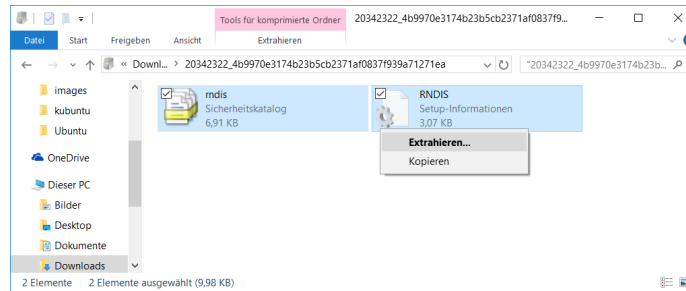 Tools für komprimierte Ordner
20342322_4b9970e3174b23b5cb2371af0837f9...
Datei
Start
Freigeben
Ansicht
Extrahieren
« Downl... > 20342322_4b9970e3174b23b5cb2371af0837f939a71271ea
"20342322_4b9970e3174b23b...
images
kubuntu
Ubuntu
OneDrive
Dieser PC
Bilder
Desktop
Dokumente
Downloads
rndis
Sicherheitskatalog
6,91 KB
RNDIS
Setup-Informationen
3,07 KB
Extrahieren...
Kopieren
2 Elemente
2 Elemente ausgewählt (9,98 KB)